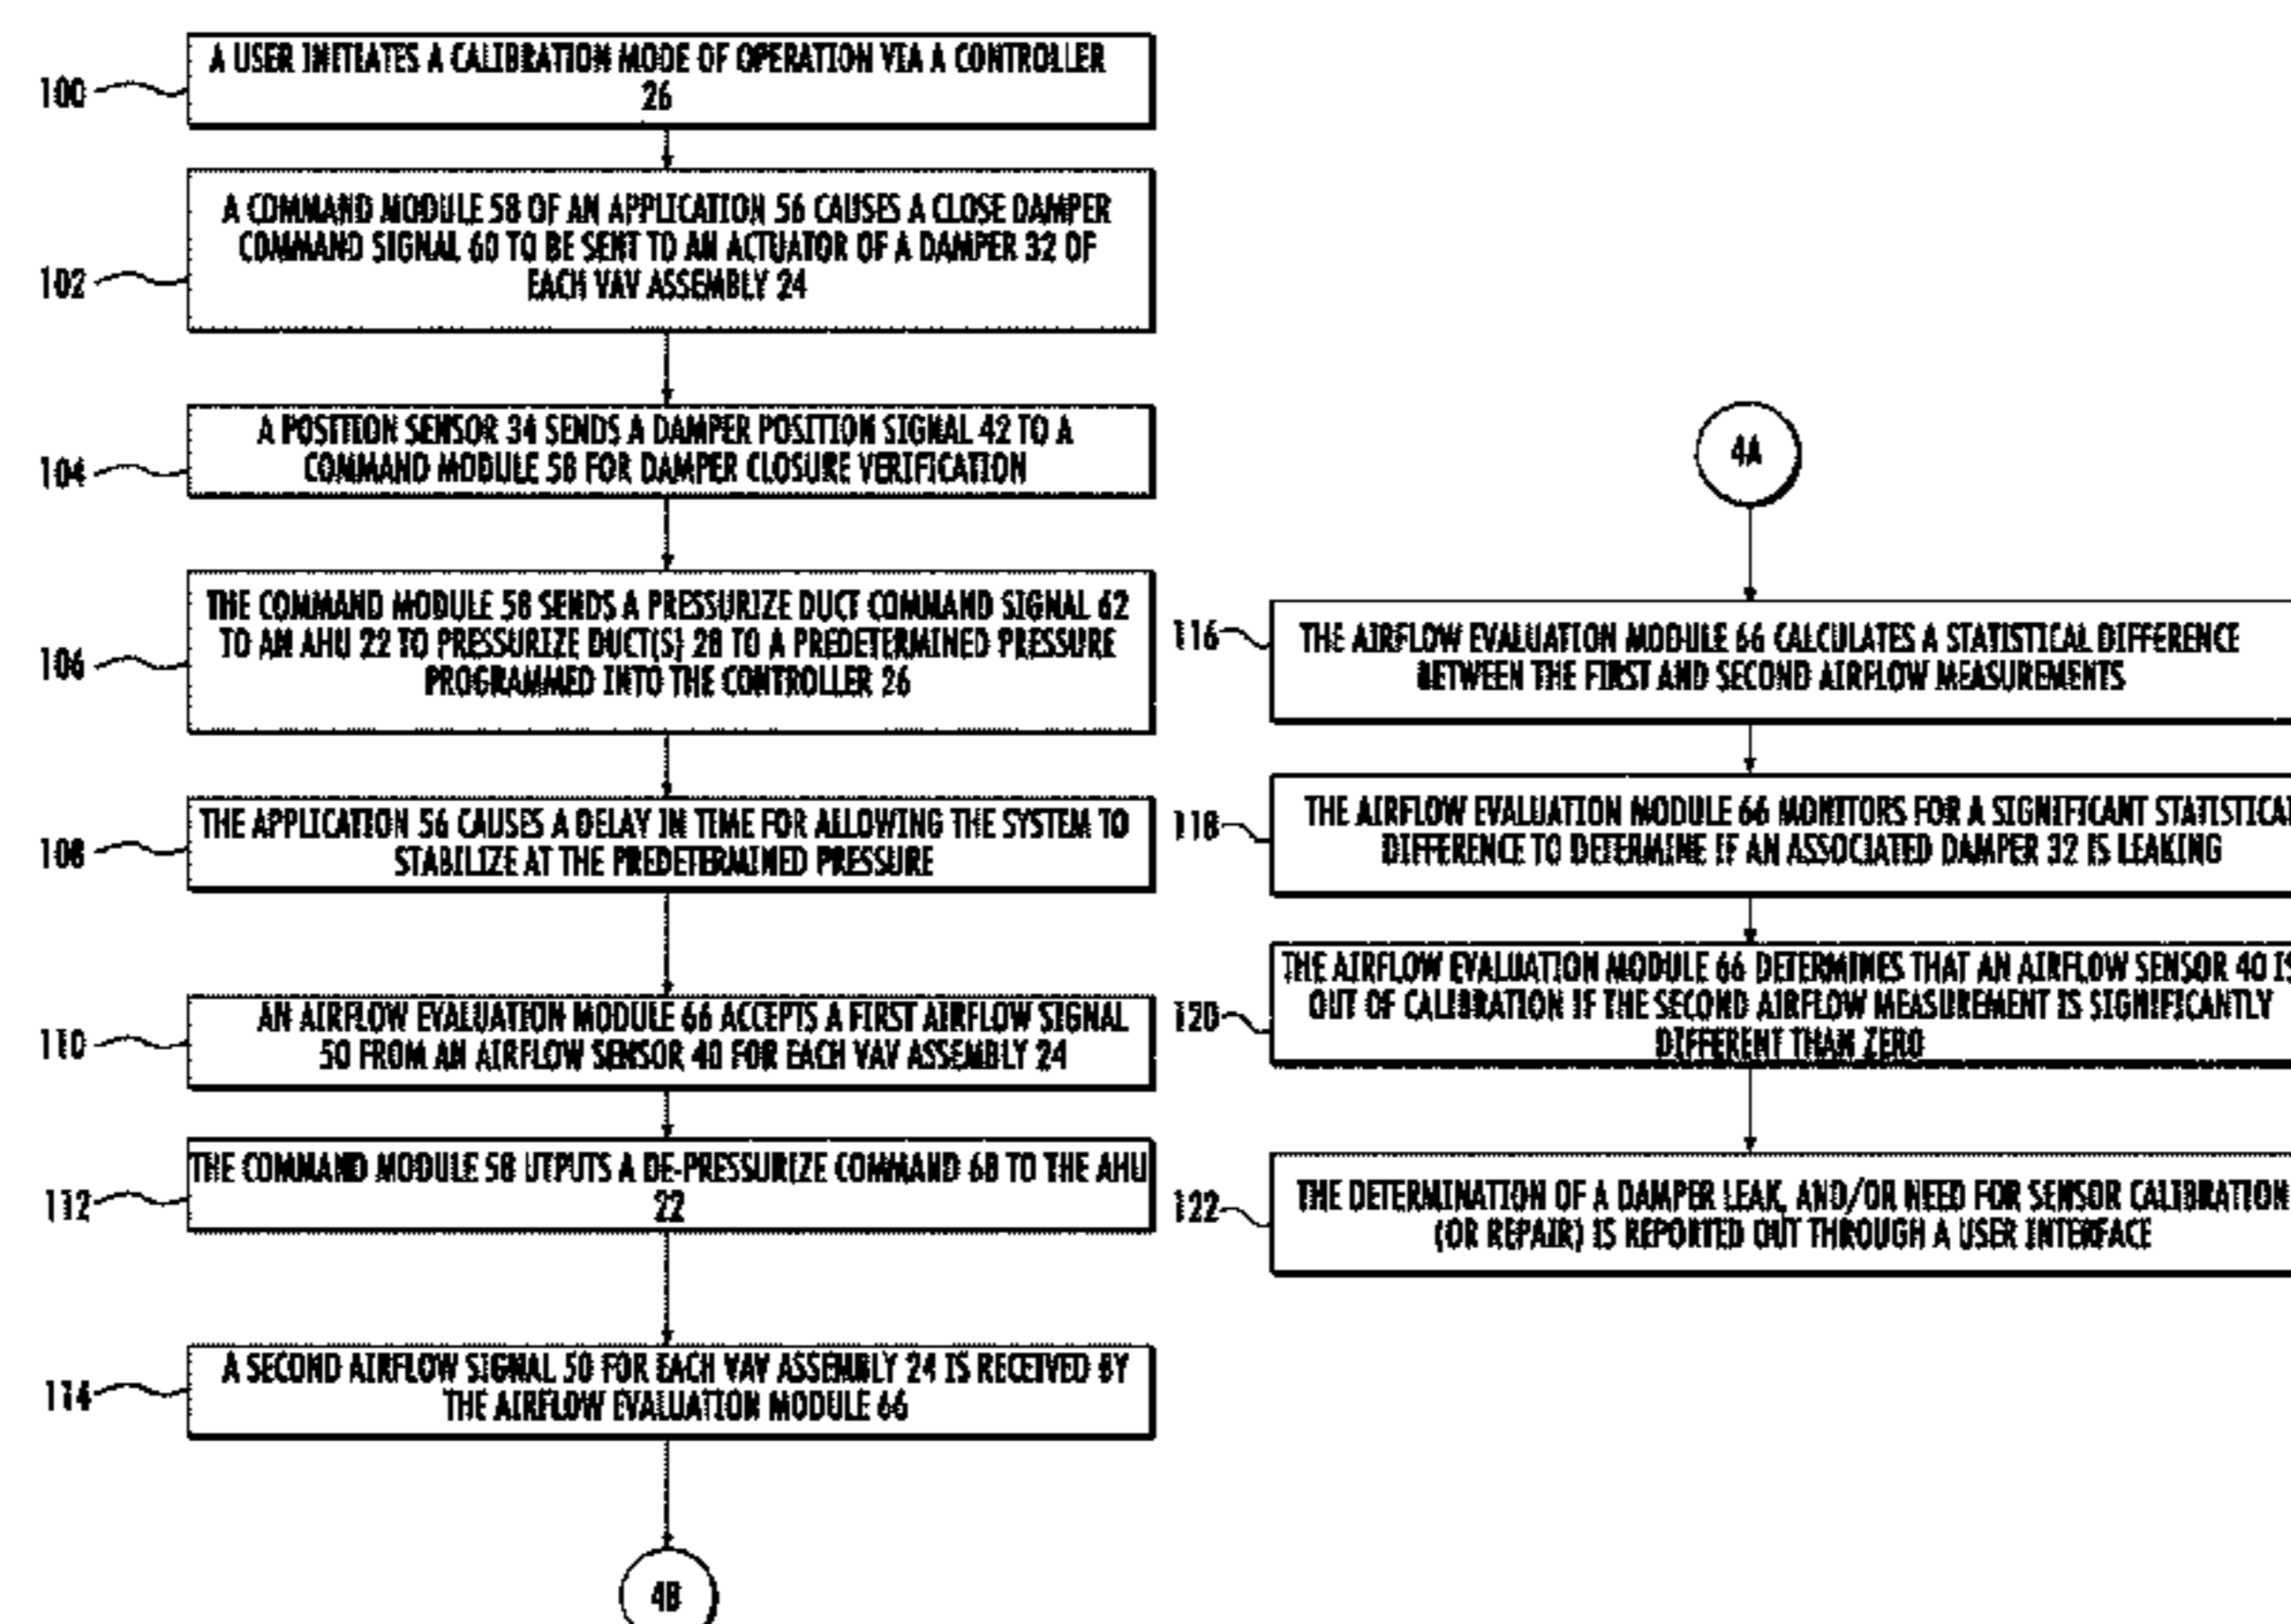 100
A USER INITIATES A CALIBRATION MODE OF OPERATION VIA A CONTROLLER
26
102
A COMMAND MODULE 58 OF AN APPLICATION 56 CAUSES A CLOSE DAMPER
COMMAND SIGNAL 60 TO BE SENT TO AN ACTUATOR OF A DAMPER 32 OF
EACH VAV ASSEMBLY 24
104
A POSITION SENSOR 34 SENDS A DAMPER POSITION SIGNAL 42 TO A
COMMAND MODULE 58 FOR DAMPER CLOSURE VERIFICATION
106
THE COMMAND MODULE 58 SENDS A PRESSURIZE DUCT COMMAND SIGNAL 62
TO AN AHU 22 TO PRESSURIZE DUCT(S) 28 TO A PREDETERMINED PRESSURE
PROGRAMMED INTO THE CONTROLLER 26
108
THE APPLICATION 56 CAUSES A DELAY IN TIME FOR ALLOWING THE SYSTEM TO
STABILIZE AT THE PREDETERMINED PRESSURE
110
AN AIRFLOW EVALUATION MODULE 66 ACCEPTS A FIRST AIRFLOW SIGNAL
50 FROM AN AIRFLOW SENSOR 40 FOR EACH VAV ASSEMBLY 24
112
THE COMMAND MODULE 58 UTPUTS A DE-PRESSURIZE COMMAND 68 TO THE AHU
22
114
A SECOND AIRFLOW SIGNAL 50 FOR EACH VAV ASSEMBLY 24 IS RECEIVED BY
THE AIRFLOW EVALUATION MODULE 66
4B
4A
116
THE AIRFLOW EVALUATION MODULE 66 CALCULATES A STATISTICAL DIFFERENCE
BETWEEN THE FIRST AND SECOND AIRFLOW MEASUREMENTS
118
THE AIRFLOW EVALUATION MODULE 66 MONITORS FOR A SIGNIFICANT STATISTICAL
DIFFERENCE TO DETERMINE IF AN ASSOCIATED DAMPER 32 IS LEAKING
120
THE AIRFLOW EVALUATION MODULE 66 DETERMINES THAT AN AIRFLOW SENSOR 40 IS
OUT OF CALIBRATION IF THE SECOND AIRFLOW MEASUREMENT IS SIGNIFICANTLY
DIFFERENT THAN ZERO
122
THE DETERMINATION OF A DAMPER LEAK, AND/OR NEED FOR SENSOR CALIBRATION
(OR REPAIR) IS REPORTED OUT THROUGH A USER INTERFACE